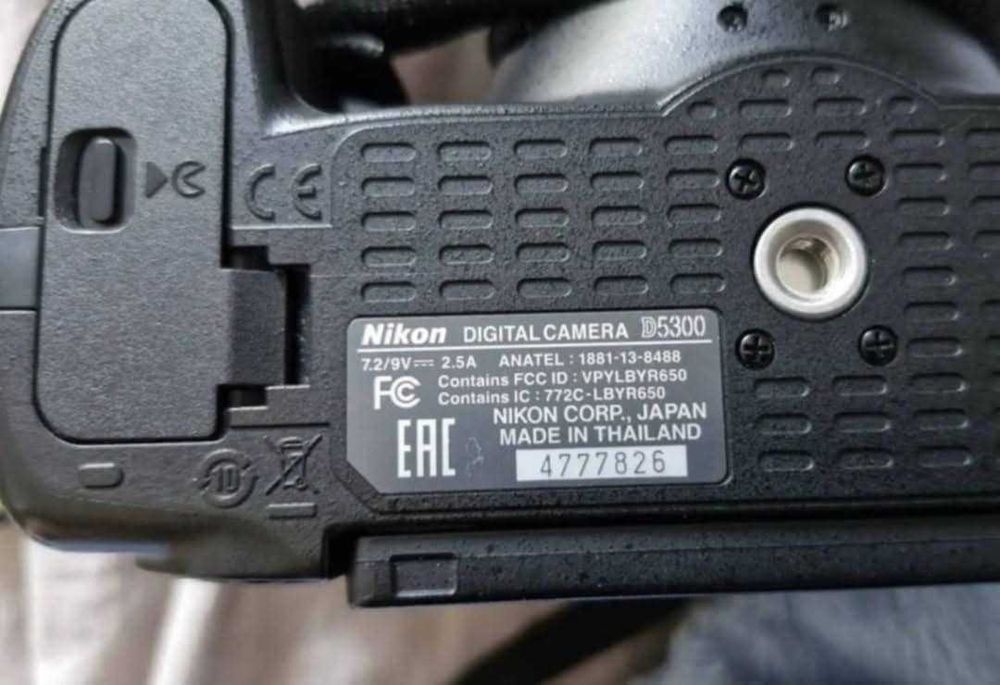 CE
Nikon DIGITAL CAMERA D5300
7.2/9V⎓ 2.5A ANATEL : 1881-13-8488
FC Contains FCC ID : VPYLBYR650
Contains IC : 772C-LBYR650
EAC NIKON CORP., JAPAN
MADE IN THAILAND
4777826
10